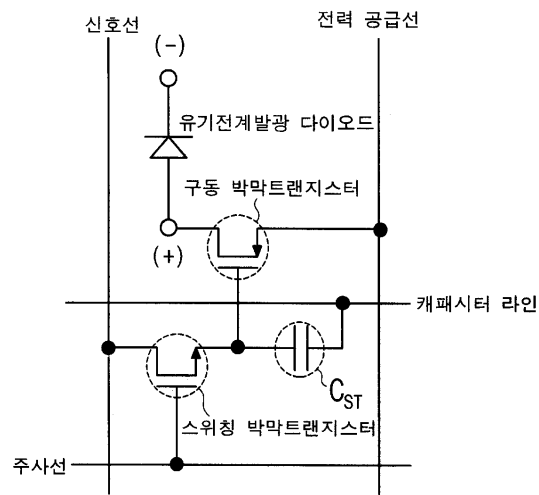 신호선
전력 공급선
(-)
유기전계발광 다이오드
구동 박막트랜지스터
(+)
캐패시터 라인
CST
스위칭 박막트랜지스터
주사선